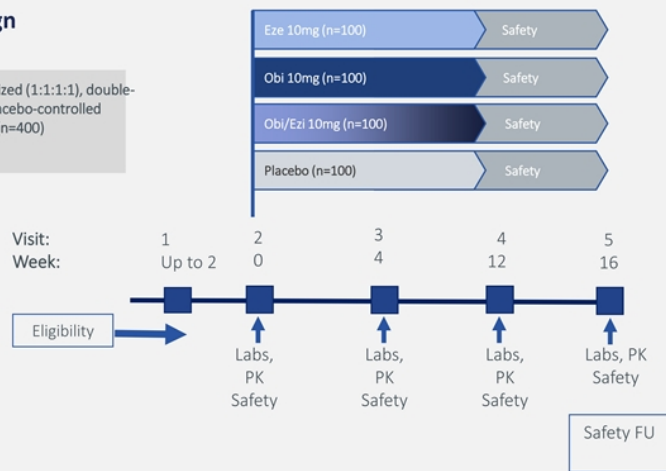 gn
ized (1:1:1:1), double-
acebo-controlled
n=400)
Eze 10mg (n=100) Safety
Obi 10mg (n=100) Safety
Obi/Ezi 10mg (n=100) Safety
Placebo (n=100) Safety
Visit: 1 2 3 4 5
Week: Up to 2 0 4 12 16
Eligibility
Labs, PK Safety
Labs, PK Safety
Labs, PK Safety
Labs, PK Safety
Safety FU